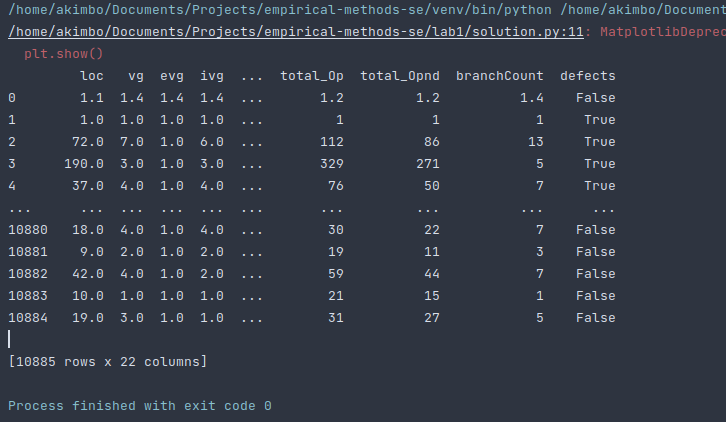 /home/akimbo/Documents/Projects/empirical-methods-se/venv/bin/python /home/akimbo/Document
/home/akimbo/Documents/Projects/empirical-methods-se/lab1/solution.py:11: MatplotlibDeprec
  plt.show()
         loc   vg  evg  ivg  ...  total_Op  total_Opnd  branchCount  defects
0        1.1  1.4  1.4  1.4  ...       1.2         1.2          1.4    False
1        1.0  1.0  1.0  1.0  ...         1           1            1     True
2       72.0  7.0  1.0  6.0  ...       112          86           13     True
3      190.0  3.0  1.0  3.0  ...       329         271            5     True
4       37.0  4.0  1.0  4.0  ...        76          50            7     True
...      ...  ...  ...  ...  ...       ...         ...          ...      ...
10880   18.0  4.0  1.0  4.0  ...        30          22            7    False
10881    9.0  2.0  1.0  2.0  ...        19          11            3    False
10882   42.0  4.0  1.0  2.0  ...        59          44            7    False
10883   10.0  1.0  1.0  1.0  ...        21          15            1    False
10884   19.0  3.0  1.0  1.0  ...        31          27            5    False
[10885 rows x 22 columns]
Process finished with exit code 0